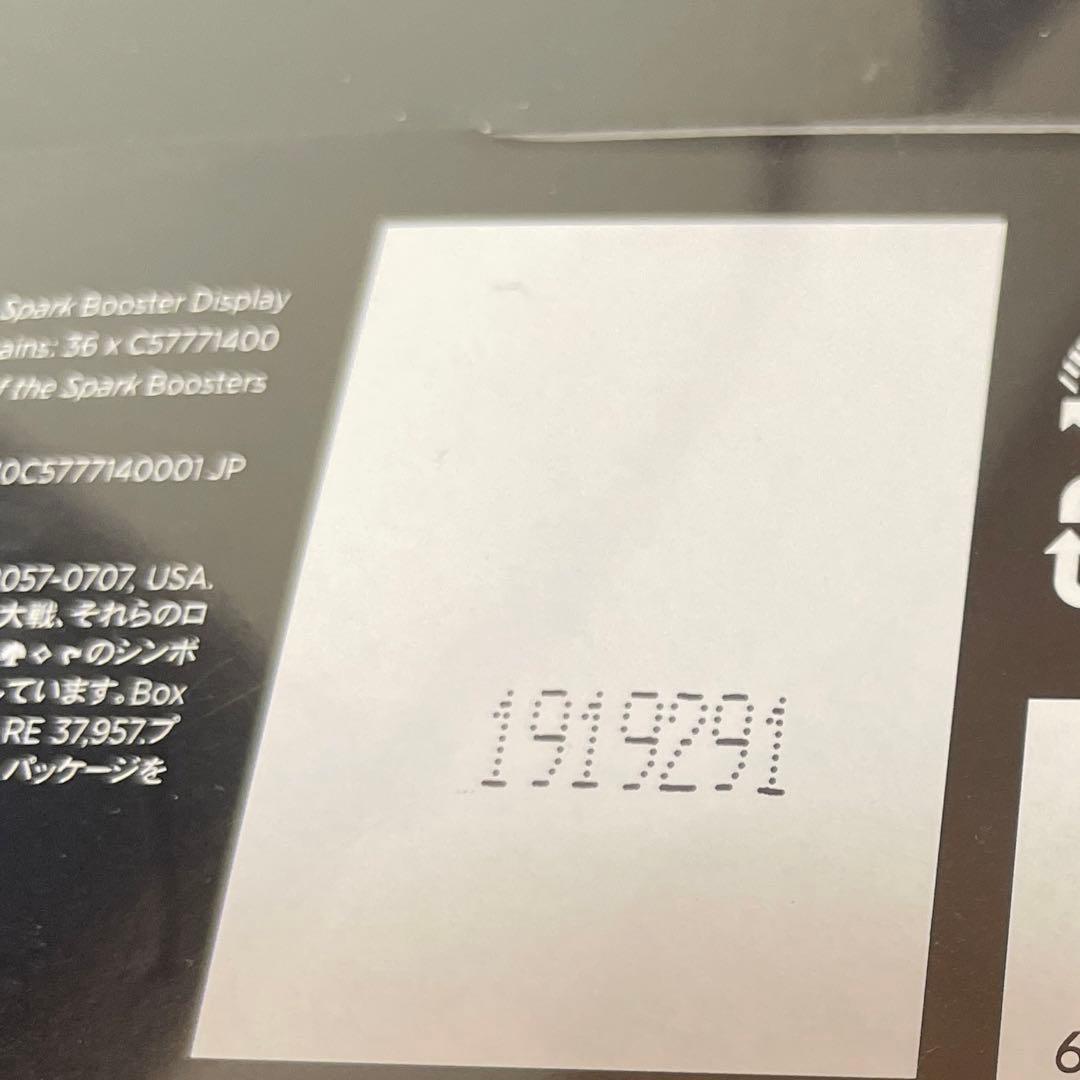 Spark Booster Display
ains: 36 x C57771400
f the Spark Boosters
0C5777140001 JP
057-0707, USA.
大戦、それらのロ
のシンボ
ています。Box
RE 37,957.プ
パッケージを
1919291
6